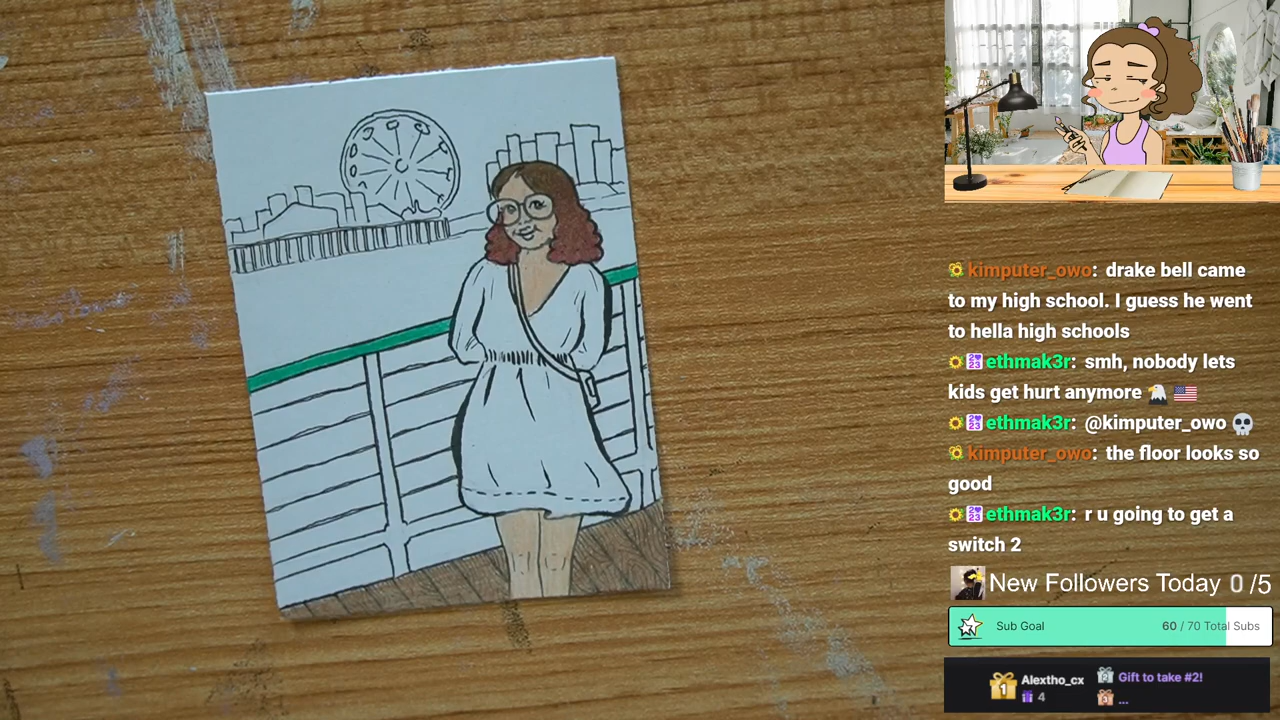 kimputer_owo: drake bell came
to my high school. I guess he went
to hella high schools
ethmak3r: smh, nobody lets
kids get hurt anymore
ethmak3r: @kimputer_owo
kimputer_owo: the floor looks so
good
ethmak3r: r u going to get a
switch 2
New Followers Today 0 /5
Sub Goal 60 / 70 Total Subs
Alextho_cx
4
Gift to take #2!
...